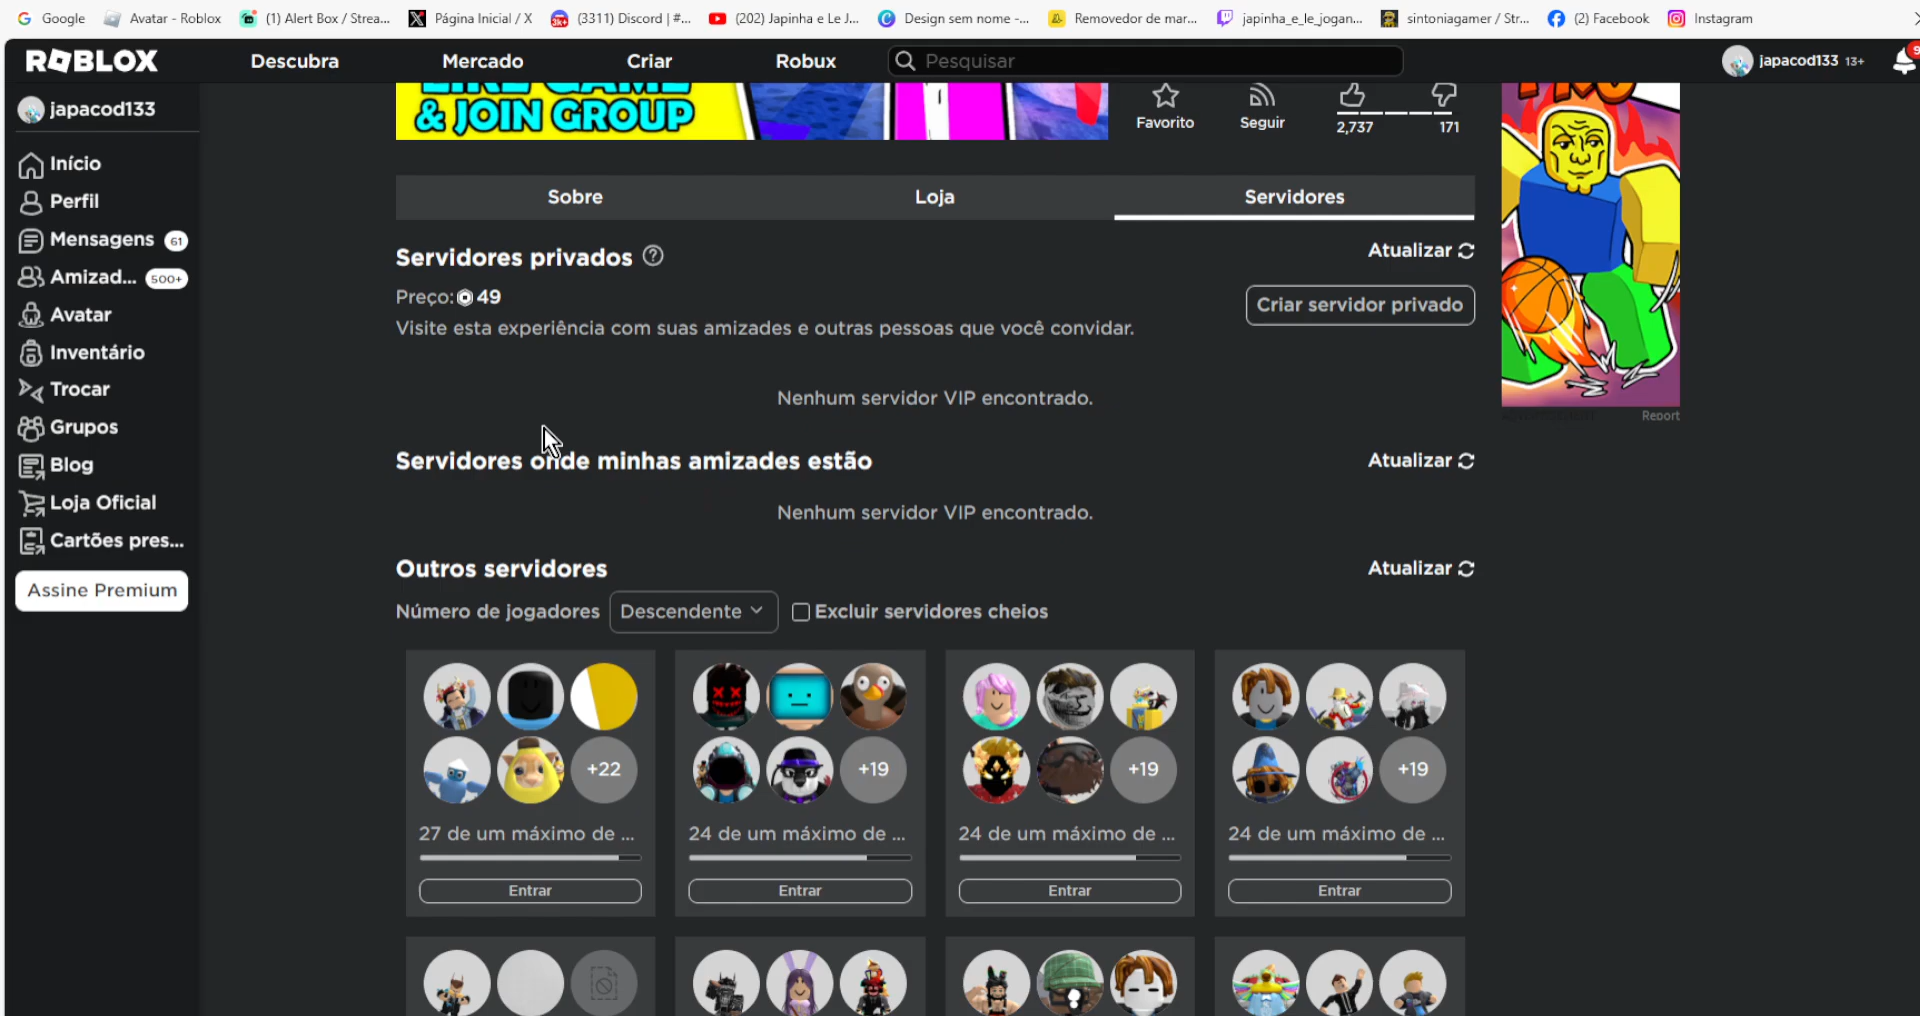 Google
Avatar - Roblox
(1) Alert Box / Strea...
Página Inicial / X
(3311) Discord | #...
(202) Japinha e Le J...
Design sem nome -...
Removedor de mar...
japinha_e_le_jogan...
sintoniagamer / Str...
(2) Facebook
Instagram
ROBLOX
Descubra
Mercado
Criar
Robux
Pesquisar
japacod133 13+
japacod133
Início
Perfil
Mensagens 61
Amizad... 500+
Avatar
Inventário
Trocar
Grupos
Blog
Loja Oficial
Cartões pres...
Assine Premium
LIKE GAME
& JOIN GROUP
Favorito
Seguir
2,737
171
Sobre
Loja
Servidores
Servidores privados
Atualizar
Preço: 49
Criar servidor privado
Visite esta experiência com suas amizades e outras pessoas que você convidar.
Nenhum servidor VIP encontrado.
Servidores onde minhas amizades estão
Atualizar
Nenhum servidor VIP encontrado.
Outros servidores
Atualizar
Número de jogadores
Descendente
Excluir servidores cheios
+22
+19
+19
+19
27 de um máximo de ...
24 de um máximo de ...
24 de um máximo de ...
24 de um máximo de ...
Entrar
Entrar
Entrar
Entrar
Report